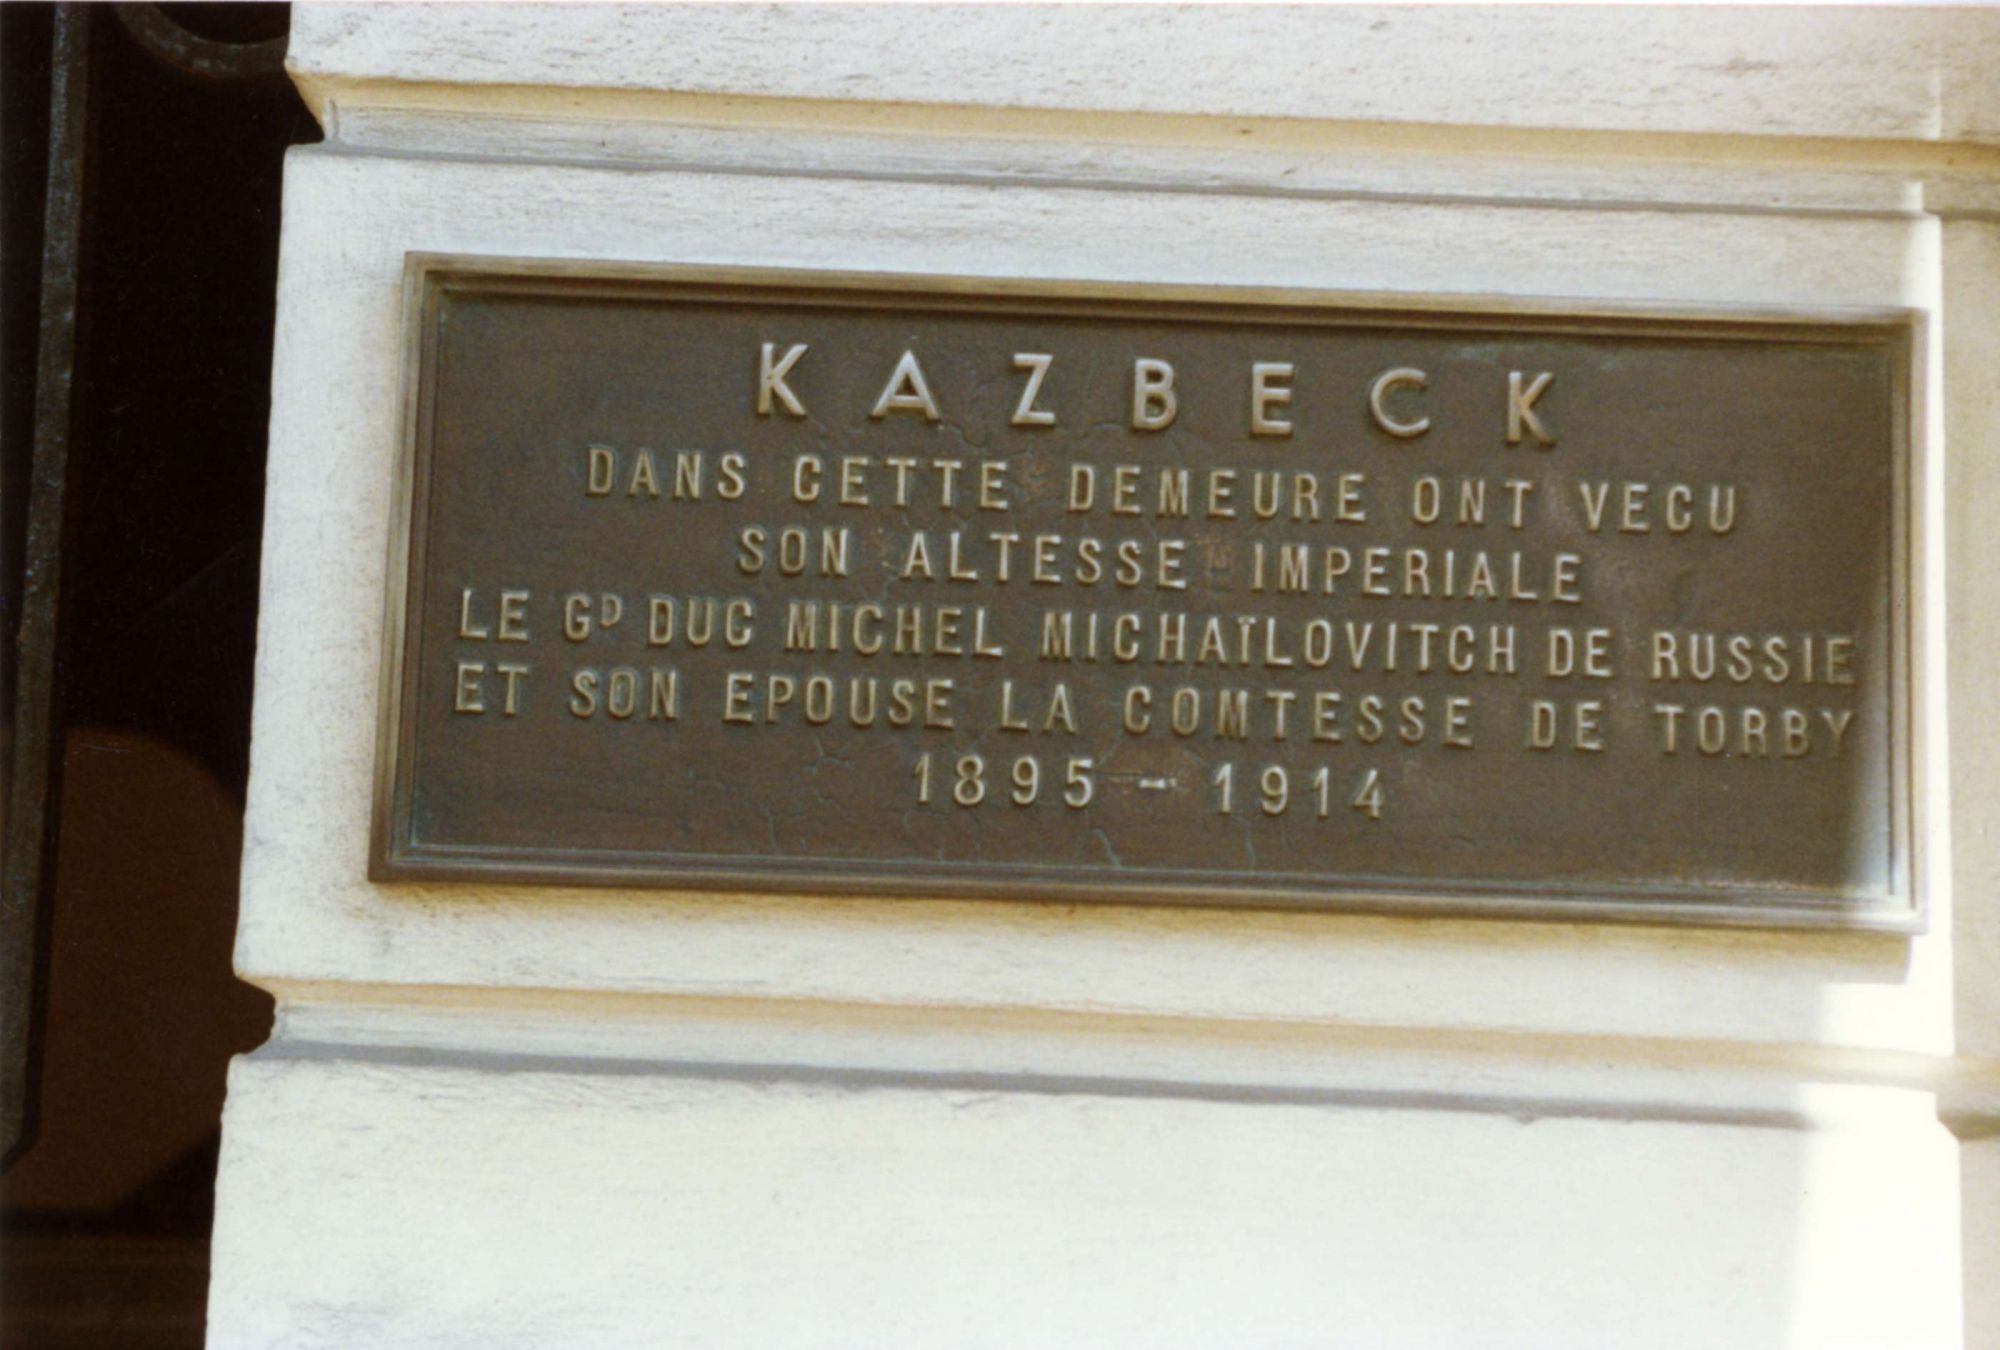 KAZBECK
DANS CETTE DEMEURE ONT VECU
SON ALTESSE IMPERIALE
LE GD DUC MICHEL MICHAÏLOVITCH DE RUSSIE
ET SON EPOUSE LA COMTESSE DE TORBY
1895 - 1914